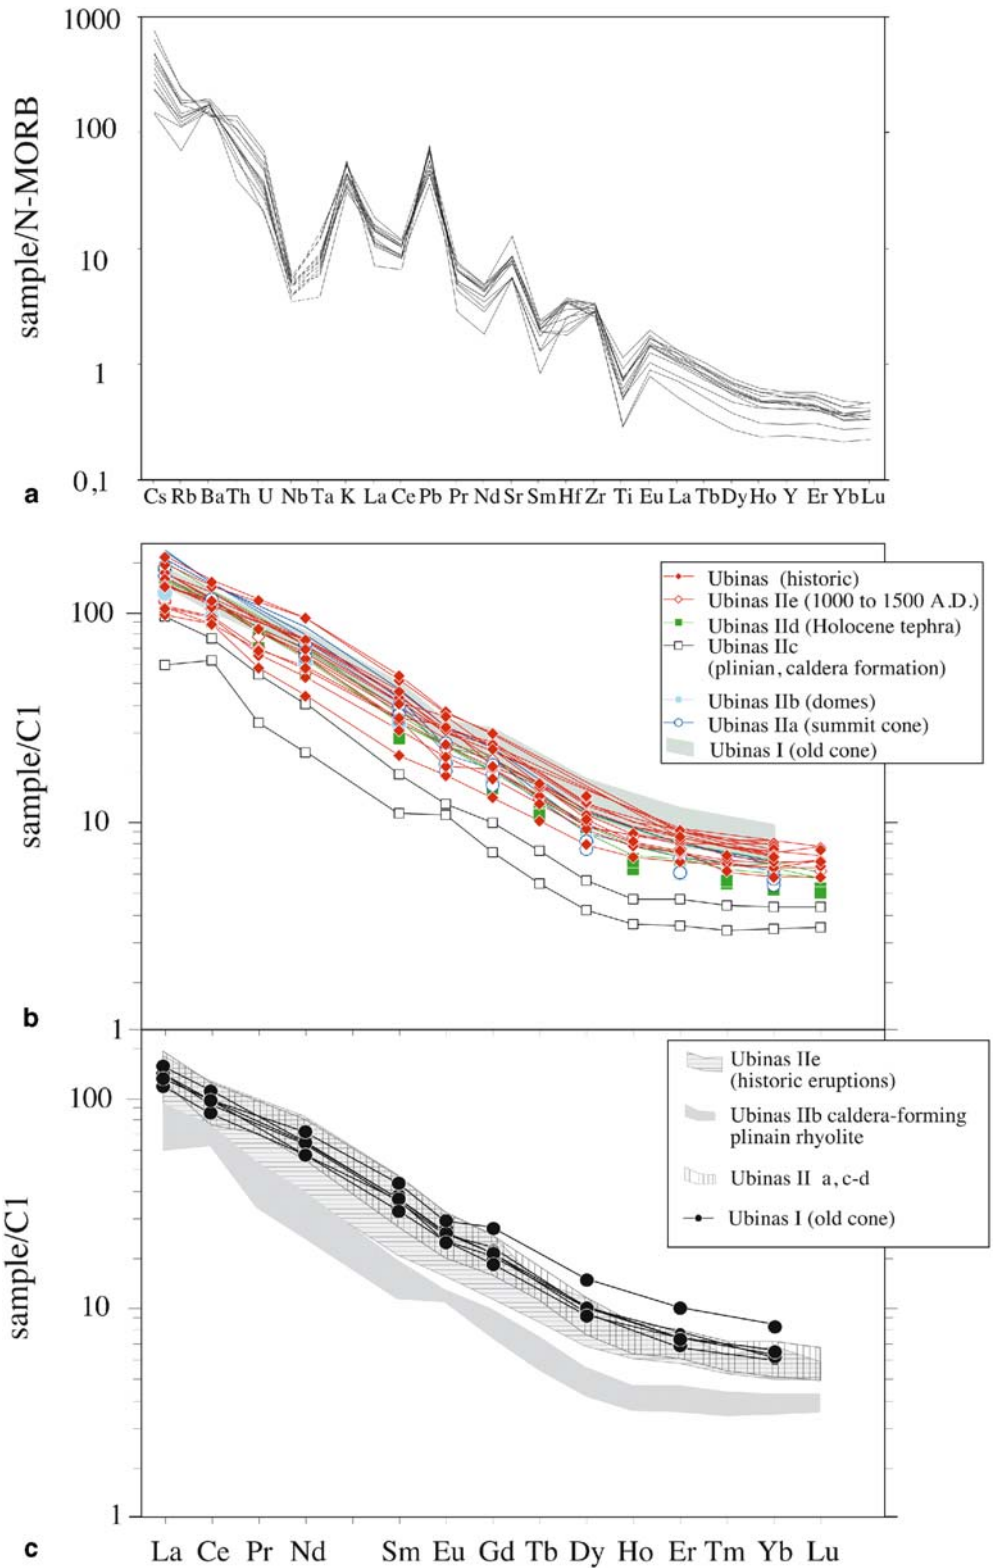 1000
100
10
1
0,1
sample/N-MORB
a
Cs Rb Ba Th U Nb Ta K La Ce Pb Pr Nd Sr Sm Hf Zr Ti Eu La Tb Dy Ho Y Er Yb Lu
100
10
1
sample/C1
b
Ubinas (historic)
Ubinas IIe (1000 to 1500 A.D.)
Ubinas IId (Holocene tephra)
Ubinas IIc
(plinian, caldera formation)
Ubinas IIb (domes)
Ubinas IIa (summit cone)
Ubinas I (old cone)
100
10
1
sample/C1
c
Ubinas IIe
(historic eruptions)
Ubinas IIb caldera-forming
plinain rhyolite
Ubinas II a, c-d
Ubinas I (old cone)
La Ce Pr Nd Sm Eu Gd Tb Dy Ho Er Tm Yb Lu